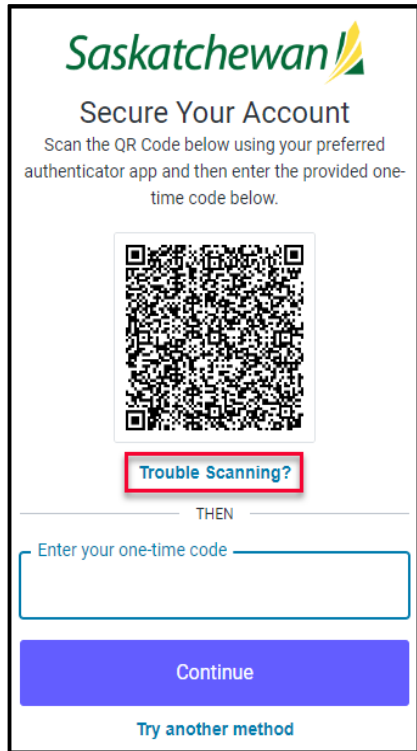 Saskatchewan
Secure Your Account
Scan the QR Code below using your preferred
authenticator app and then enter the provided one-
time code below.
Trouble Scanning?
THEN
Enter your one-time code
Continue
Try another method